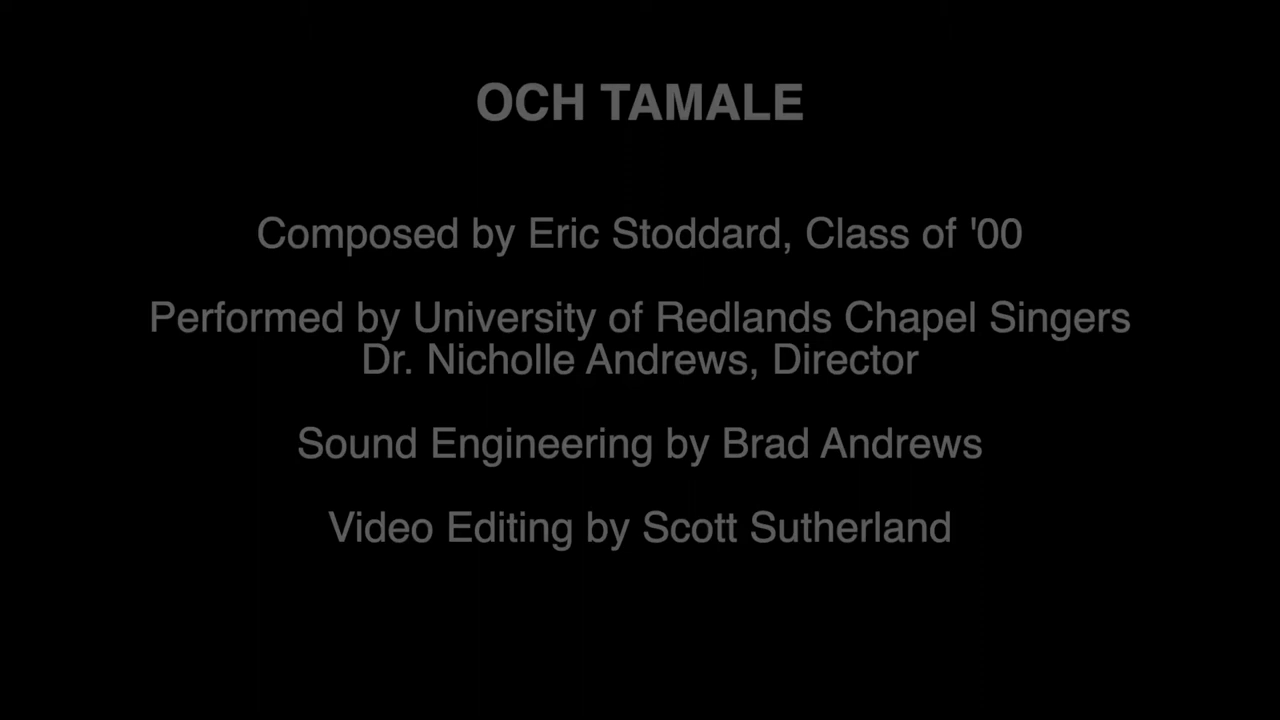 OCH TAMALE
Composed by Eric Stoddard, Class of '00
Performed by University of Redlands Chapel Singers
Dr. Nicholle Andrews, Director
Sound Engineering by Brad Andrews
Video Editing by Scott Sutherland